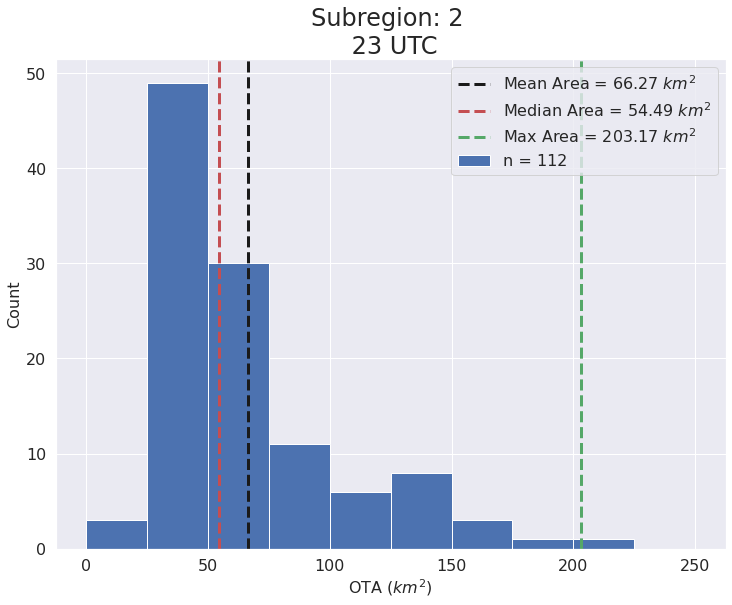 Subregion: 2
23 UTC
Mean Area = 66.27 km²
Median Area = 54.49 km²
Max Area = 203.17 km²
n = 112
50
40
30
20
10
0
Count
0 50 100 150 200 250
OTA (km²)